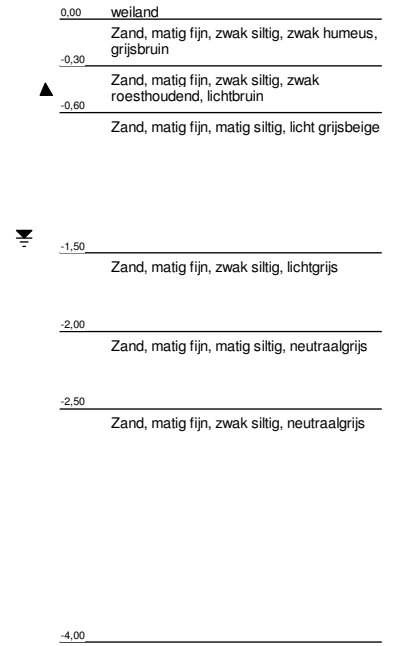 0,00 weiland
Zand, matig fijn, zwak siltig, zwak humeus,
grijsbruin
-0,30
Zand, matig fijn, zwak siltig, zwak
roesthoudend, lichtbruin
-0,60
Zand, matig fijn, matig siltig, licht grijsbeige
-1,50
Zand, matig fijn, zwak siltig, lichtgrijs
-2,00
Zand, matig fijn, matig siltig, neutraalgrijs
-2,50
Zand, matig fijn, zwak siltig, neutraalgrijs
-4,00